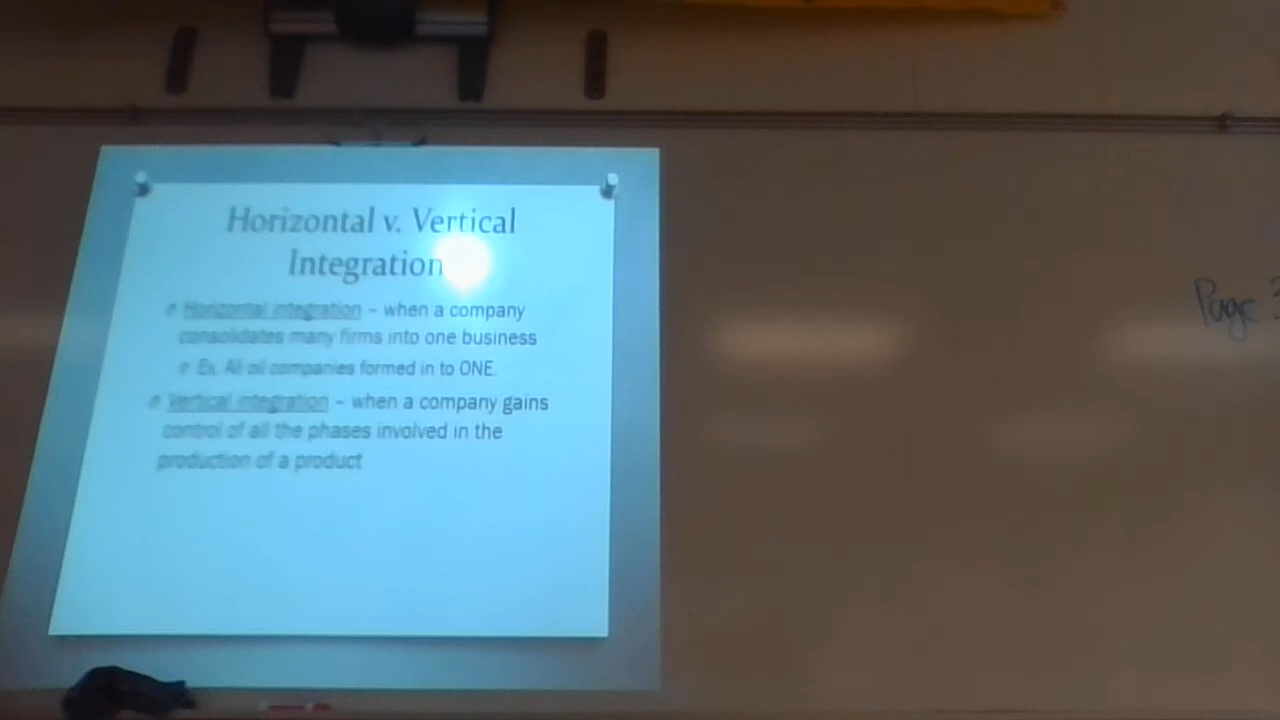 Horizontal v. Vertical
Integration
Horizontal integration – when a company
consolidates many firms into one business
Ex. All oil companies formed in to ONE.
Vertical integration – when a company gains
control of all the phases involved in the
production of a product
Page